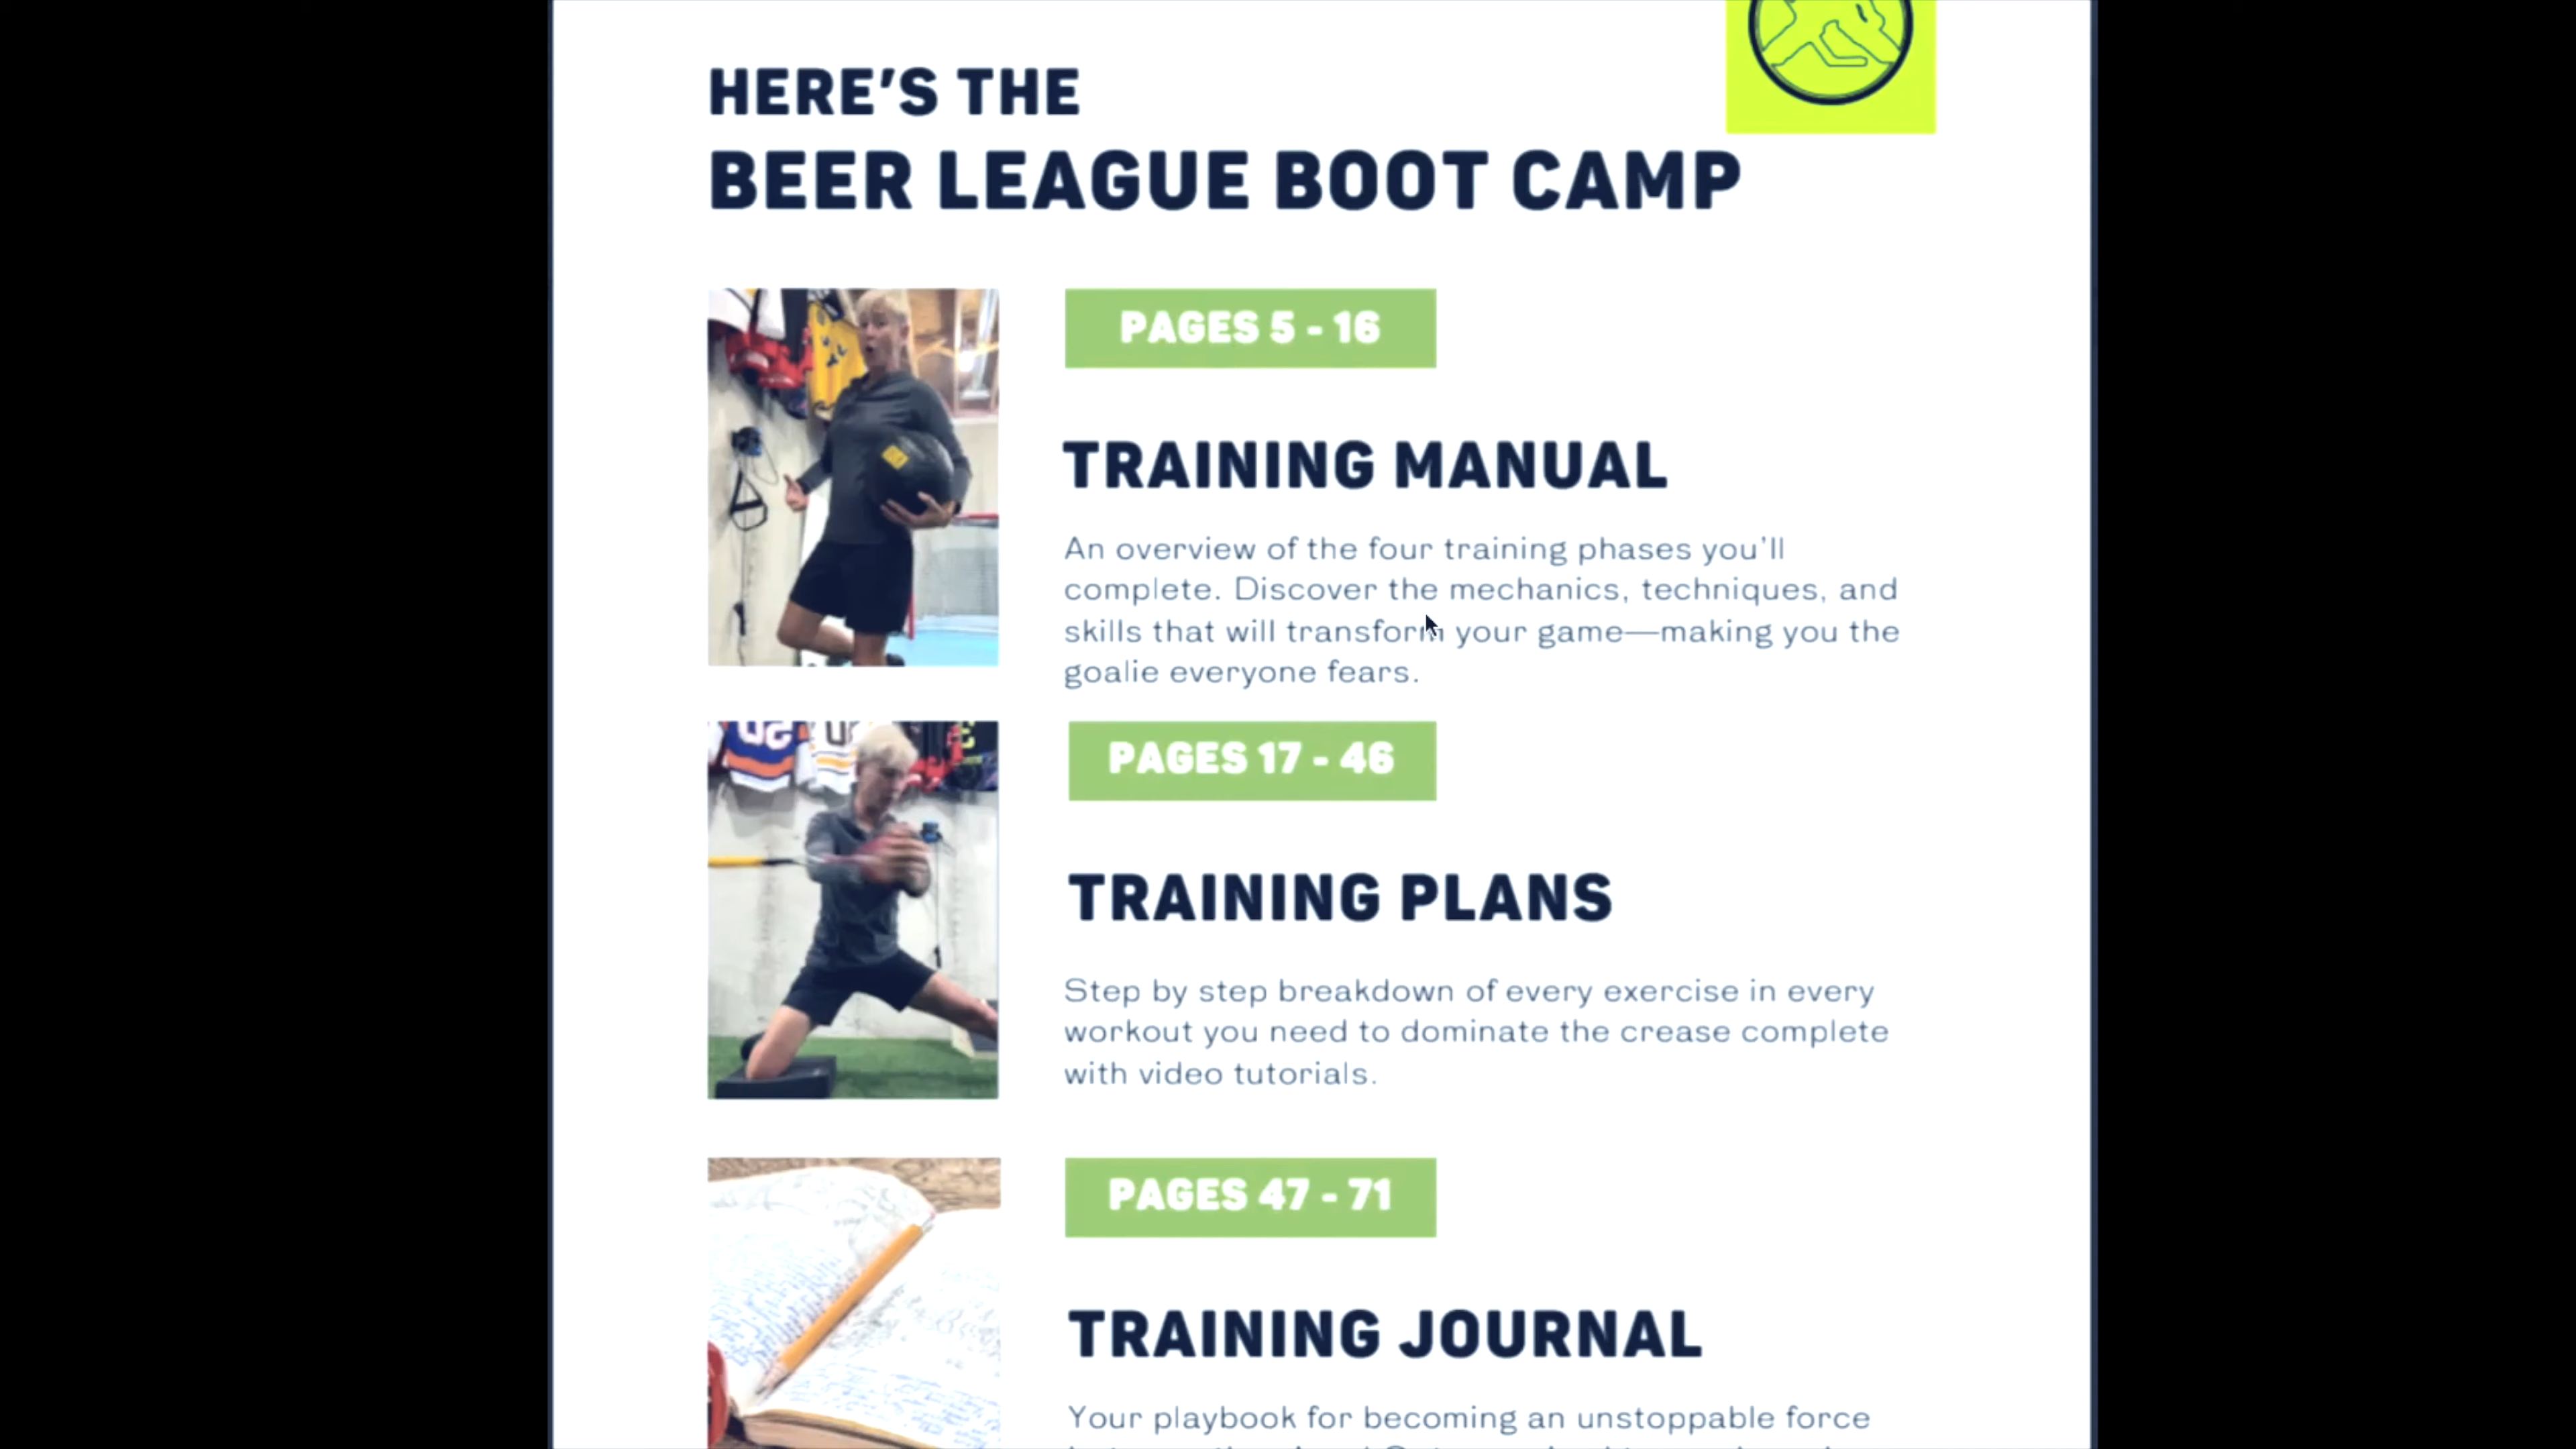 HERE'S THE
BEER LEAGUE BOOT CAMP
PAGES 5 - 16
TRAINING MANUAL
An overview of the four training phases you'll
complete. Discover the mechanics, techniques, and
skills that will transform your game—making you the
goalie everyone fears.
PAGES 17 - 46
TRAINING PLANS
Step by step breakdown of every exercise in every
workout you need to dominate the crease complete
with video tutorials.
PAGES 47 - 71
TRAINING JOURNAL
Your playbook for becoming an unstoppable force